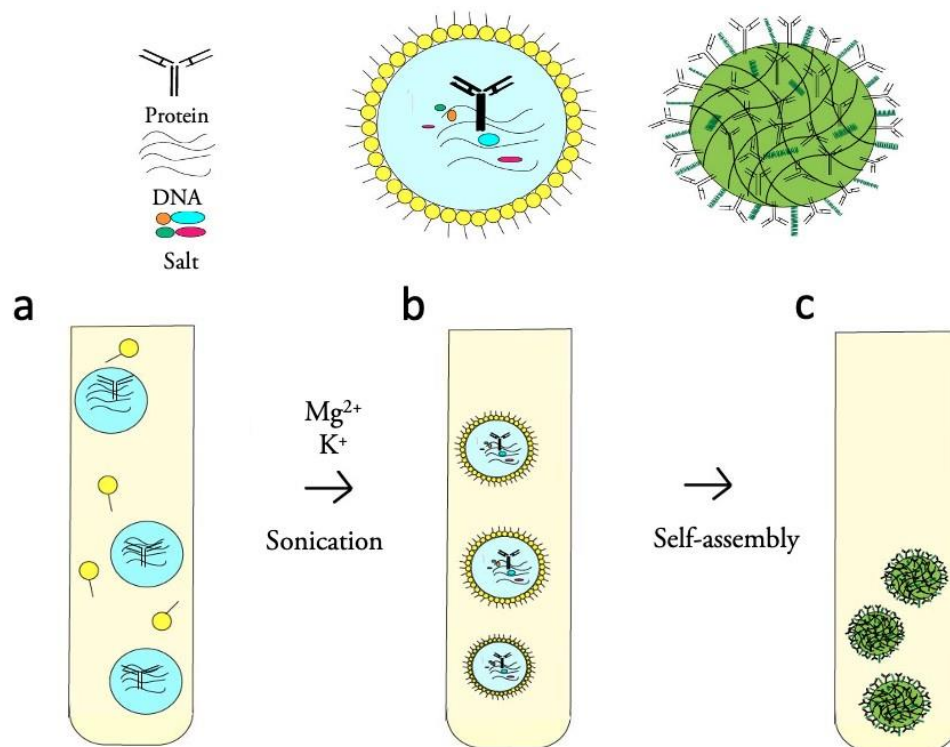 Protein
DNA
Salt
a
b
c
Mg²⁺
K⁺
Sonication
Self-assembly